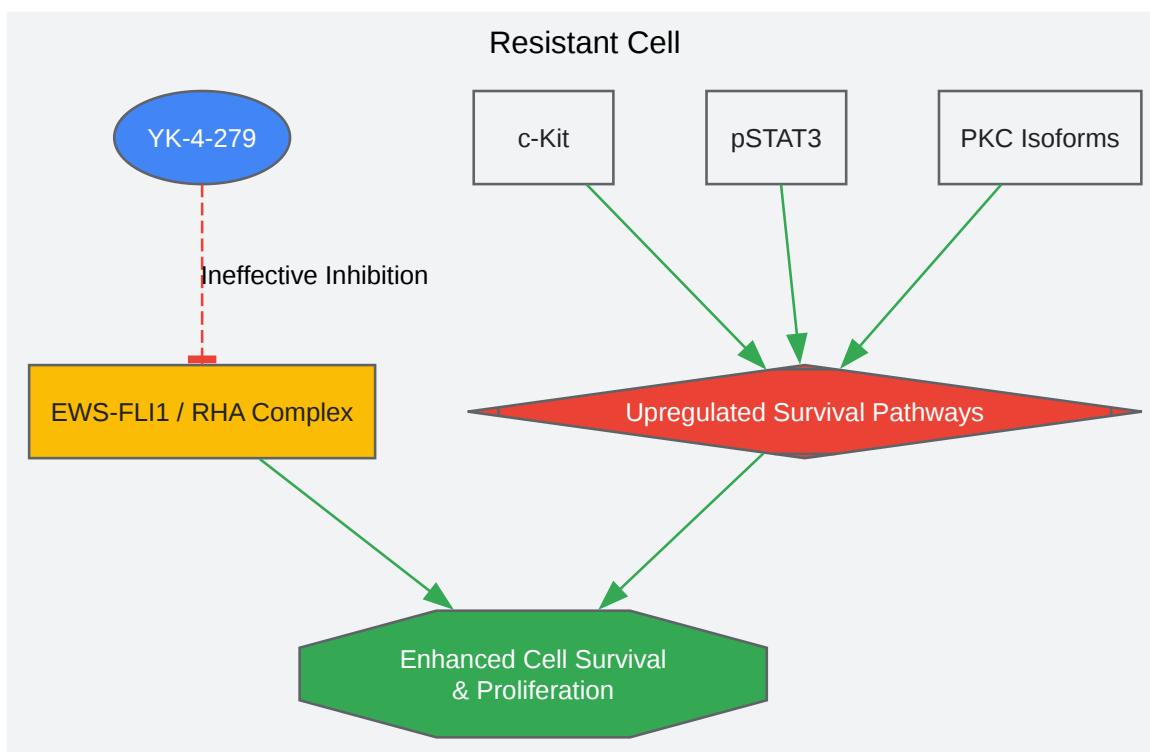 Resistant Cell
YK-4-279
c-Kit
pSTAT3
PKC Isoforms
Ineffective Inhibition
EWS-FLI1 / RHA Complex
Upregulated Survival Pathways
Enhanced Cell Survival
& Proliferation